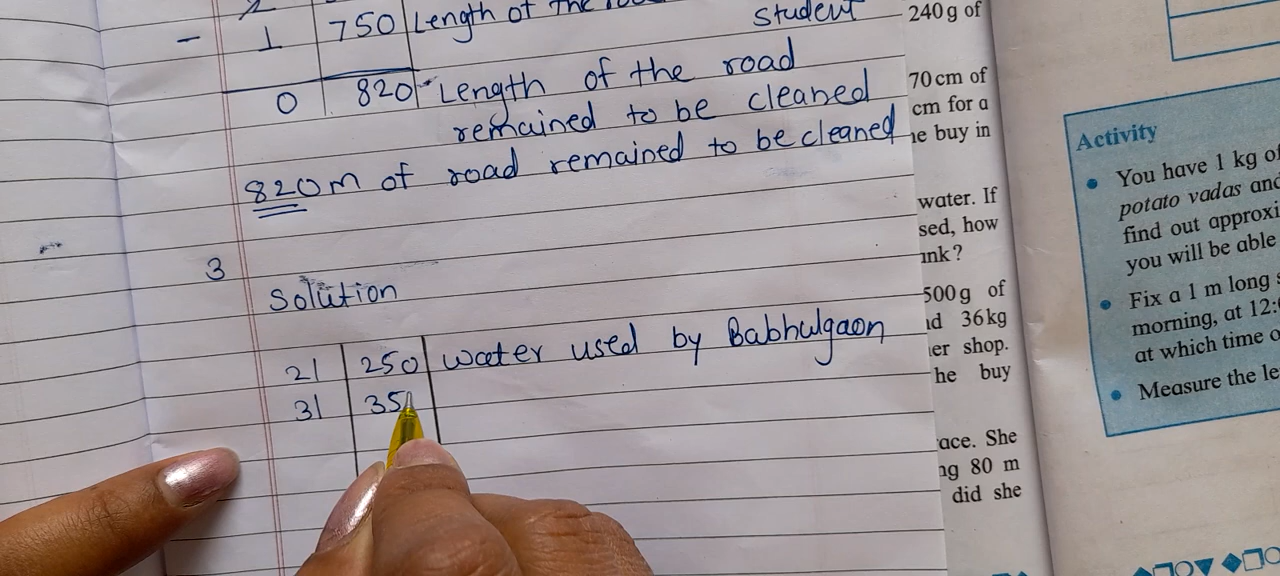 - 1 750 Length of the
student
0 820 Length of the road
remained to be cleaned
820m of road remained to be cleaned
3
Solution
21 250 water used by Babhulgaon
31 35
240 g of
70 cm of
cm for a
buy in
water. If
sed, how
nk?
500 g of
36 kg
er shop.
he buy
ace. She
ng 80 m
did she
Activity
• You have 1 kg of
potato vadas and
find out approxi
you will be able
• Fix a 1 m long s
morning, at 12:
at which time o
• Measure the le